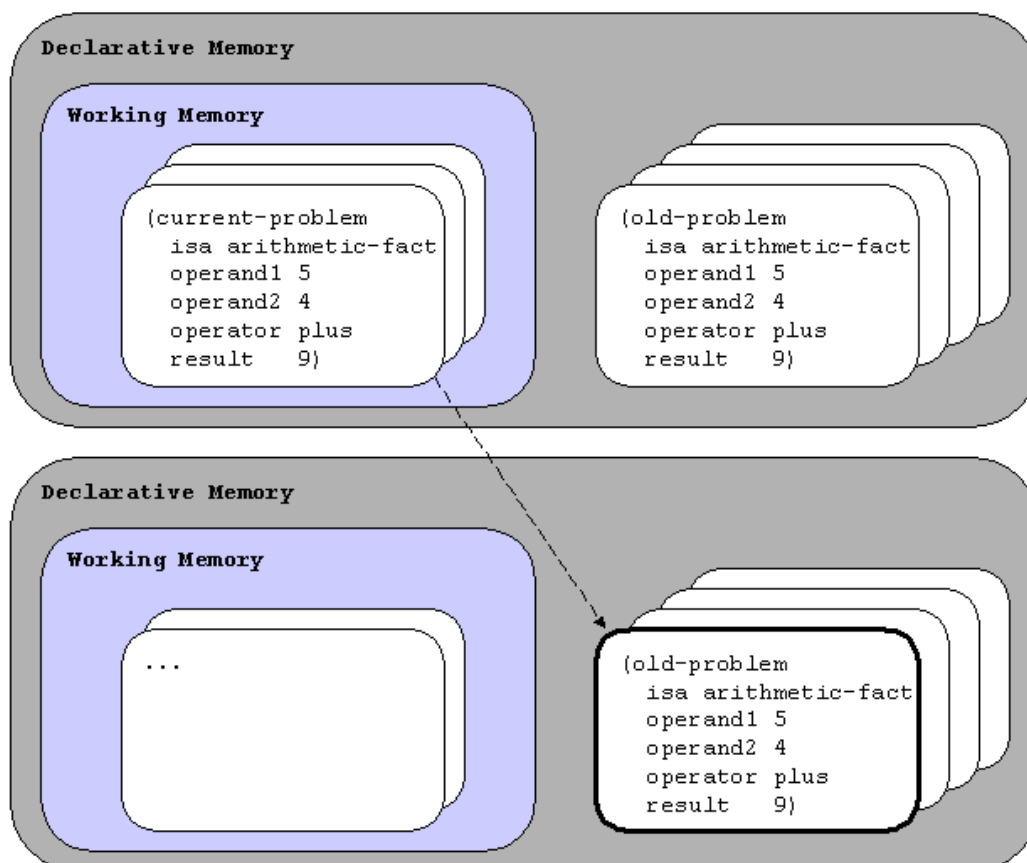 Declarative Memory
Working Memory
(current-problem
isa arithmetic-fact
operand1 5
operand2 4
operator plus
result 9)
(old-problem
isa arithmetic-fact
operand1 5
operand2 4
operator plus
result 9)
Declarative Memory
Working Memory
...
(old-problem
isa arithmetic-fact
operand1 5
operand2 4
operator plus
result 9)